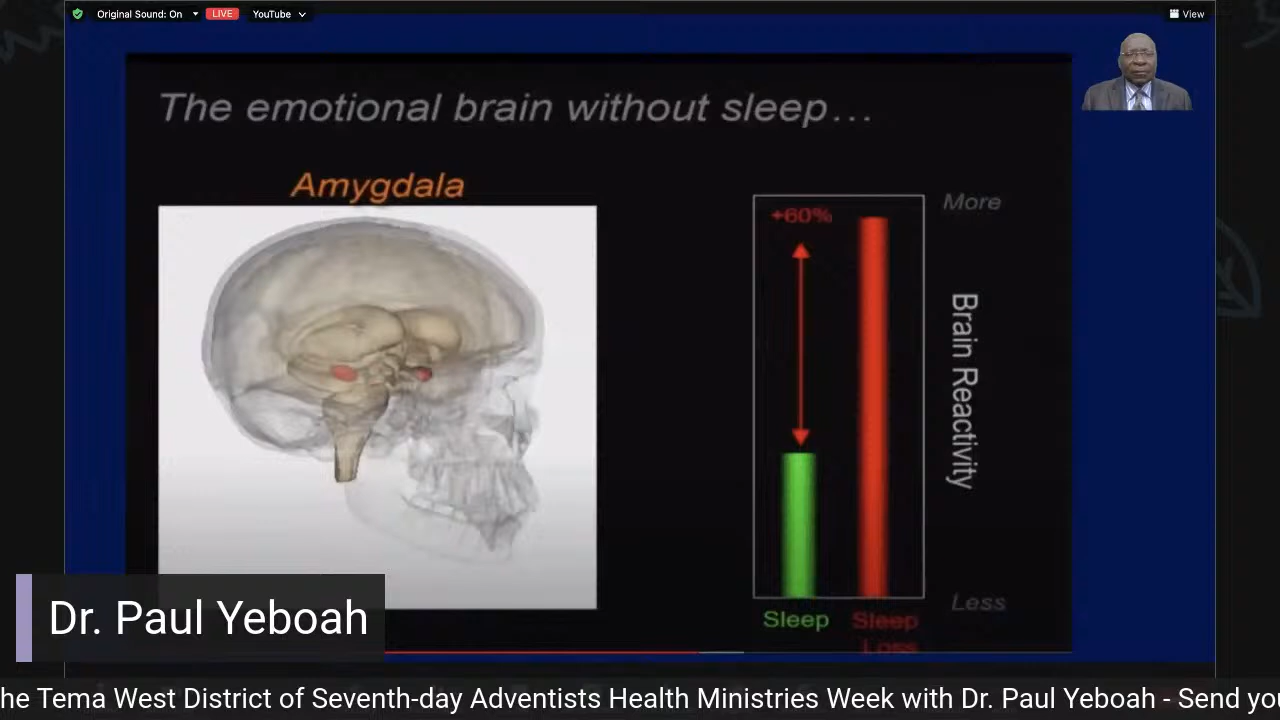 Original Sound: On
LIVE
YouTube
View
The emotional brain without sleep...
Amygdala
+60%
More
Brain Reactivity
Less
Sleep
Sleep
Loss
Dr. Paul Yeboah
he Tema West District of Seventh-day Adventists Health Ministries Week with Dr. Paul Yeboah - Send you